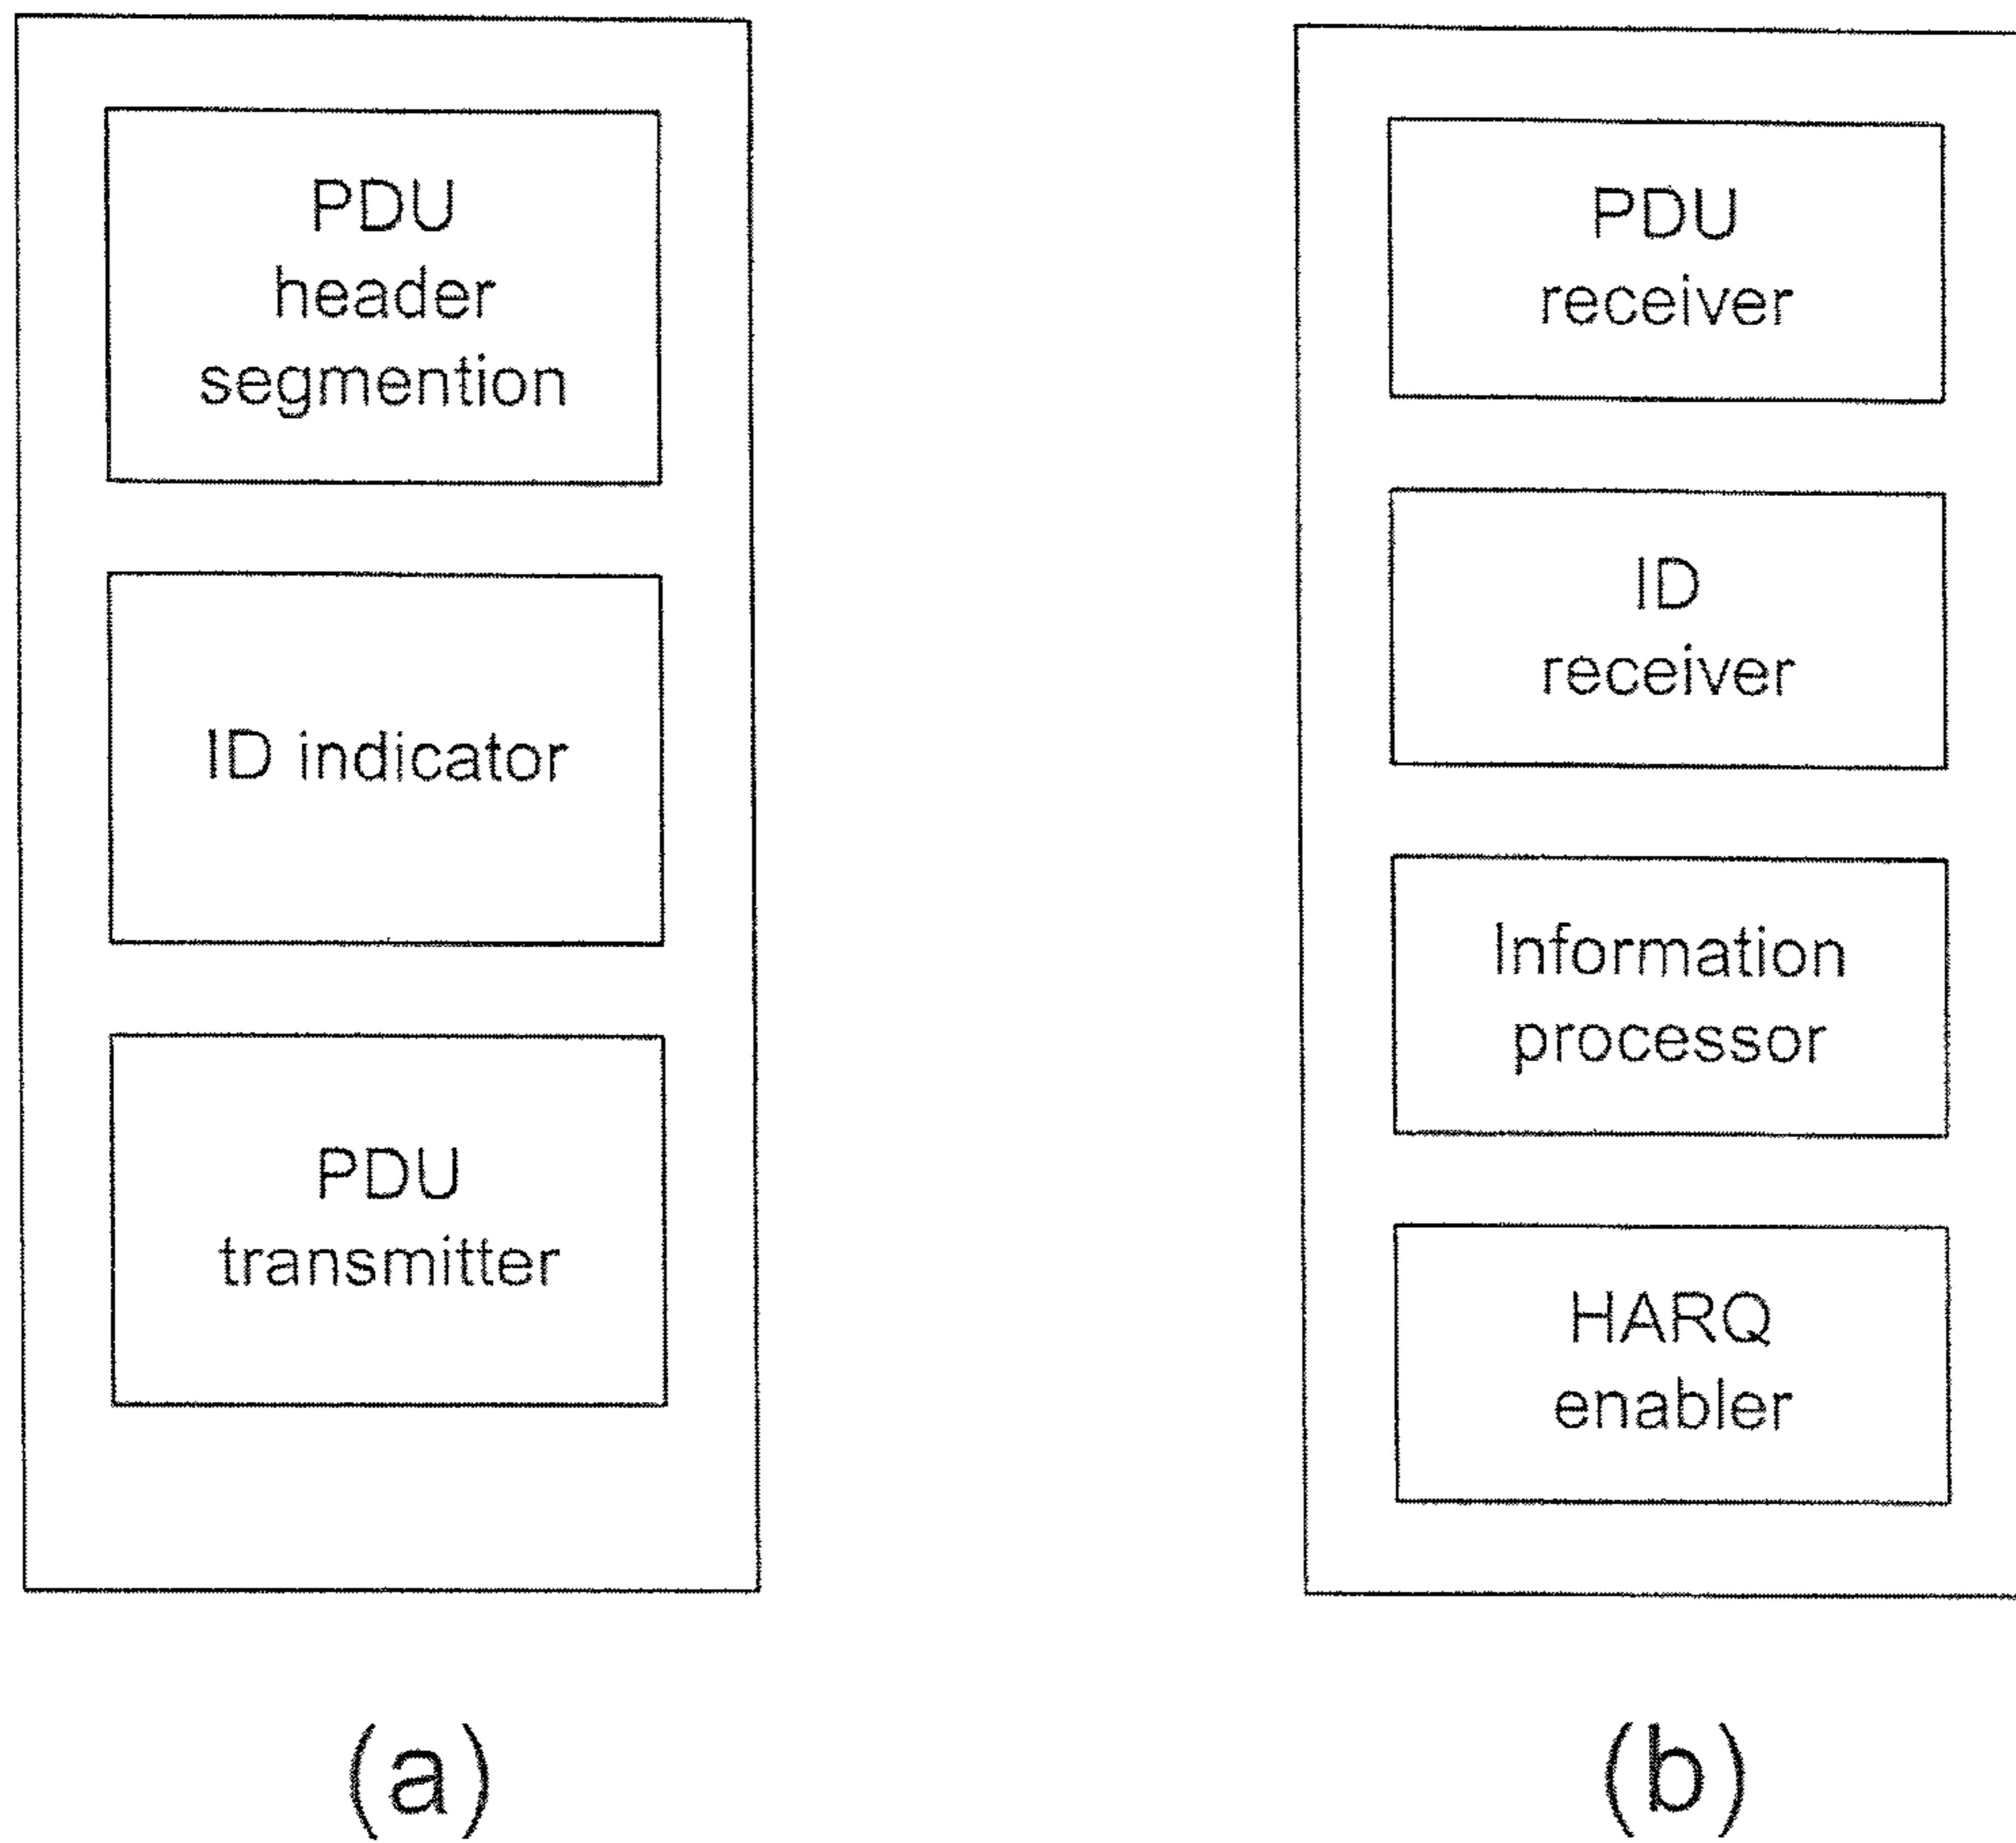 PDU
header
segmention
ID indicator
PDU
transmitter
(a)
PDU
receiver
ID
receiver
Information
processor
HARQ
enabler
(b)